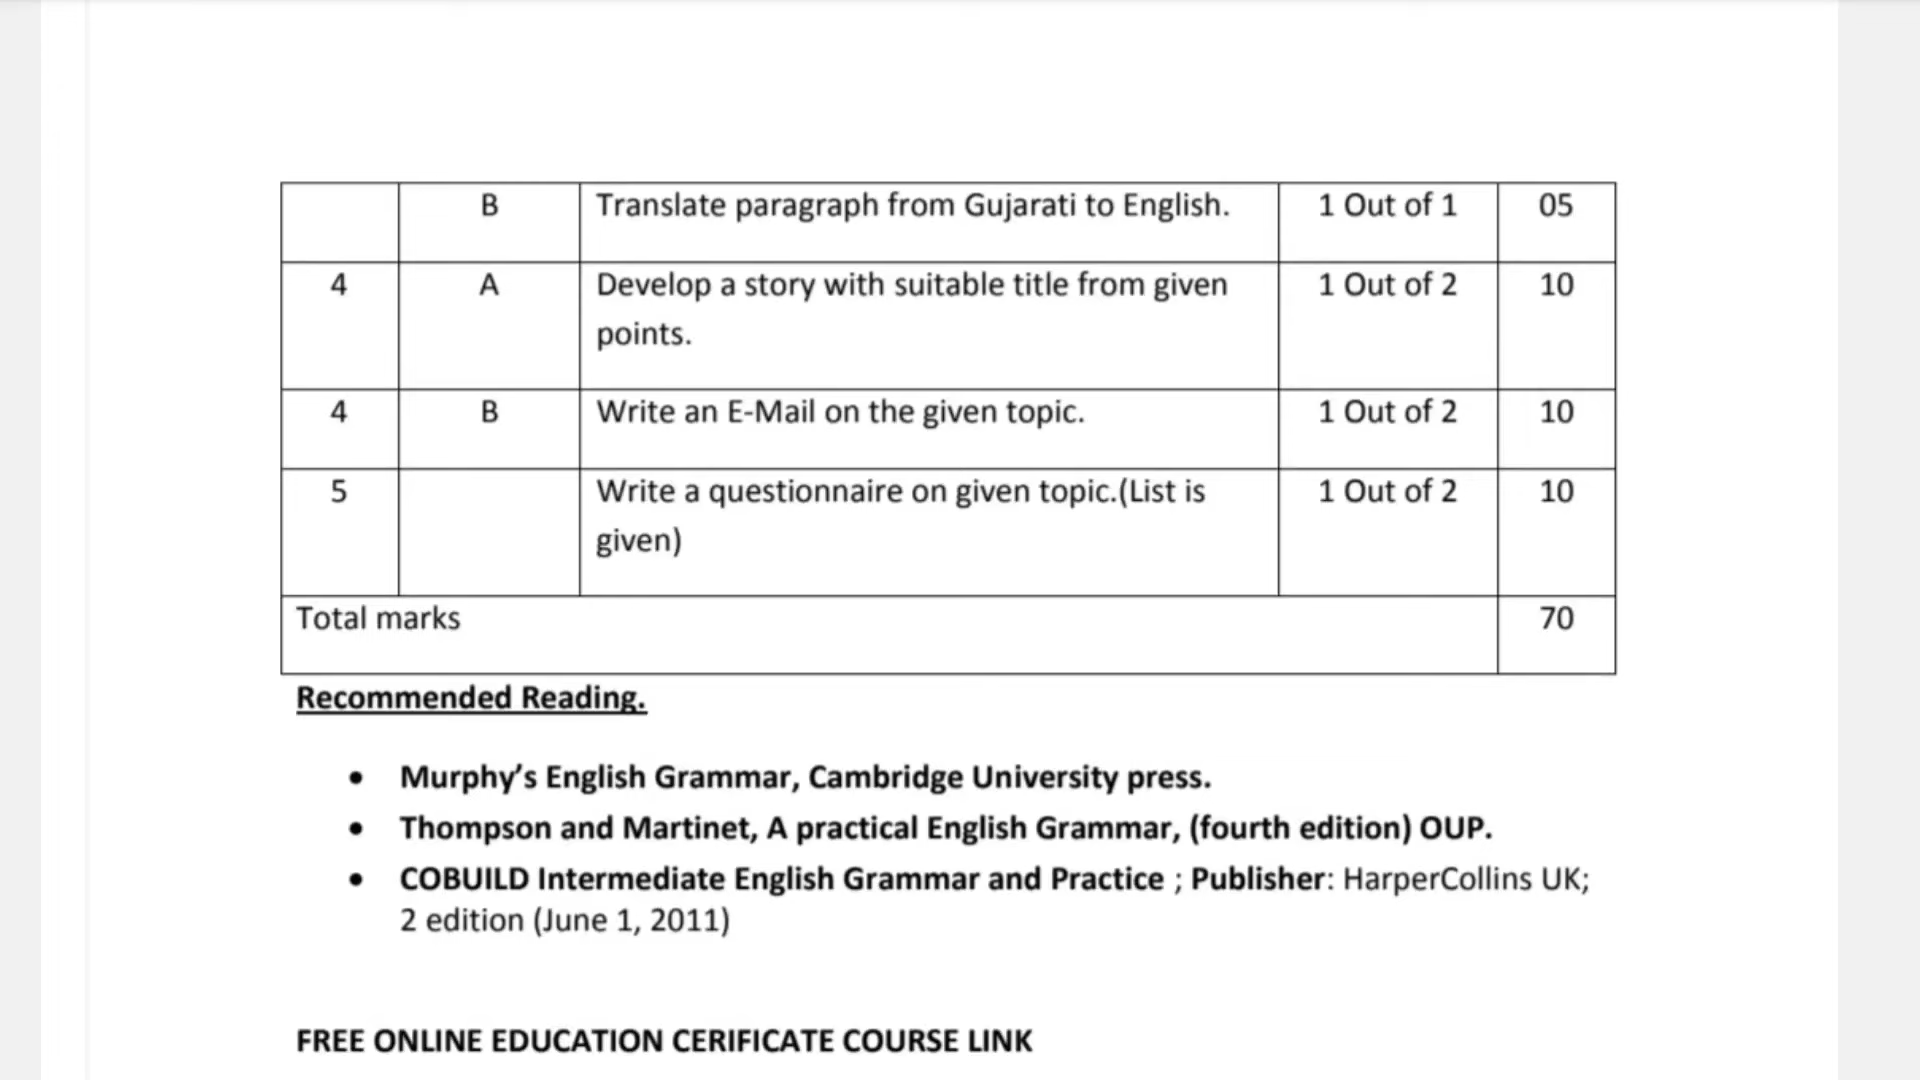 B Translate paragraph from Gujarati to English. 1 Out of 1 05
4 A Develop a story with suitable title from given 1 Out of 2 10
points.
4 B Write an E-Mail on the given topic. 1 Out of 2 10
5 Write a questionnaire on given topic.(List is 1 Out of 2 10
given)
Total marks 70
Recommended Reading.
• Murphy’s English Grammar, Cambridge University press.
• Thompson and Martinet, A practical English Grammar, (fourth edition) OUP.
• COBUILD Intermediate English Grammar and Practice ; Publisher: HarperCollins UK;
2 edition (June 1, 2011)
FREE ONLINE EDUCATION CERIFICATE COURSE LINK